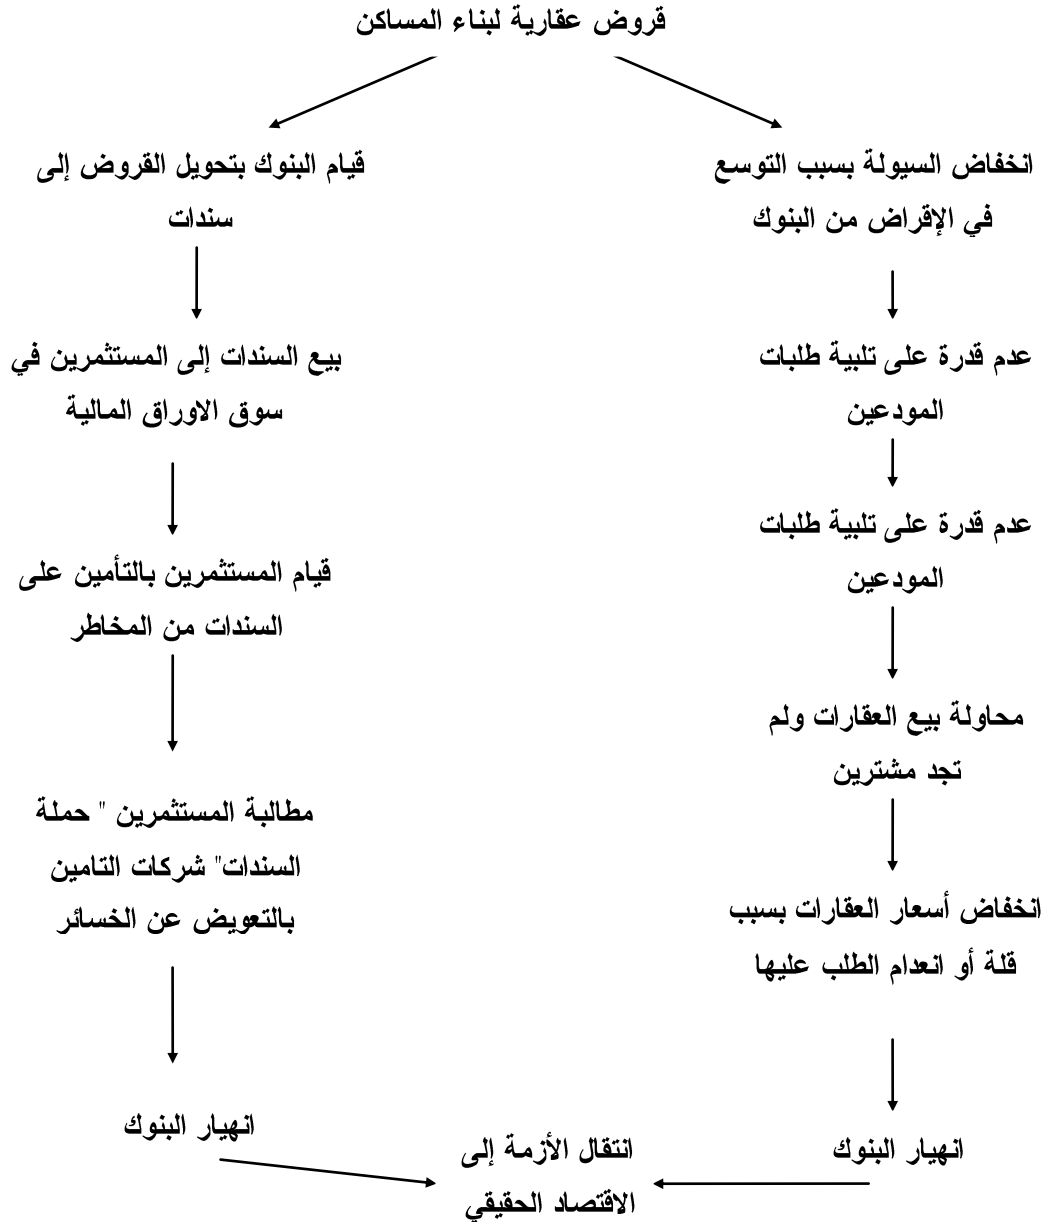 قروض عقارية لبناء المساكن
انخفاض السيولة بسبب التوسع
في الإقراض من البنوك
عدم قدرة على تلبية طلبات
المودعين
عدم قدرة على تلبية طلبات
المودعين
محاولة بيع العقارات ولم
تجد مشترين
انخفاض أسعار العقارات بسبب
قلة أو انعدام الطلب عليها
انهيار البنوك
قيام البنوك بتحويل القروض إلى
سندات
بيع السندات إلى المستثمرين في
سوق الاوراق المالية
قيام المستثمرين بالتأمين على
السندات من المخاطر
مطالبة المستثمرين " حملة
السندات" شركات التامين
بالتعويض عن الخسائر
انهيار البنوك
انتقال الأزمة إلى
الاقتصاد الحقيقي